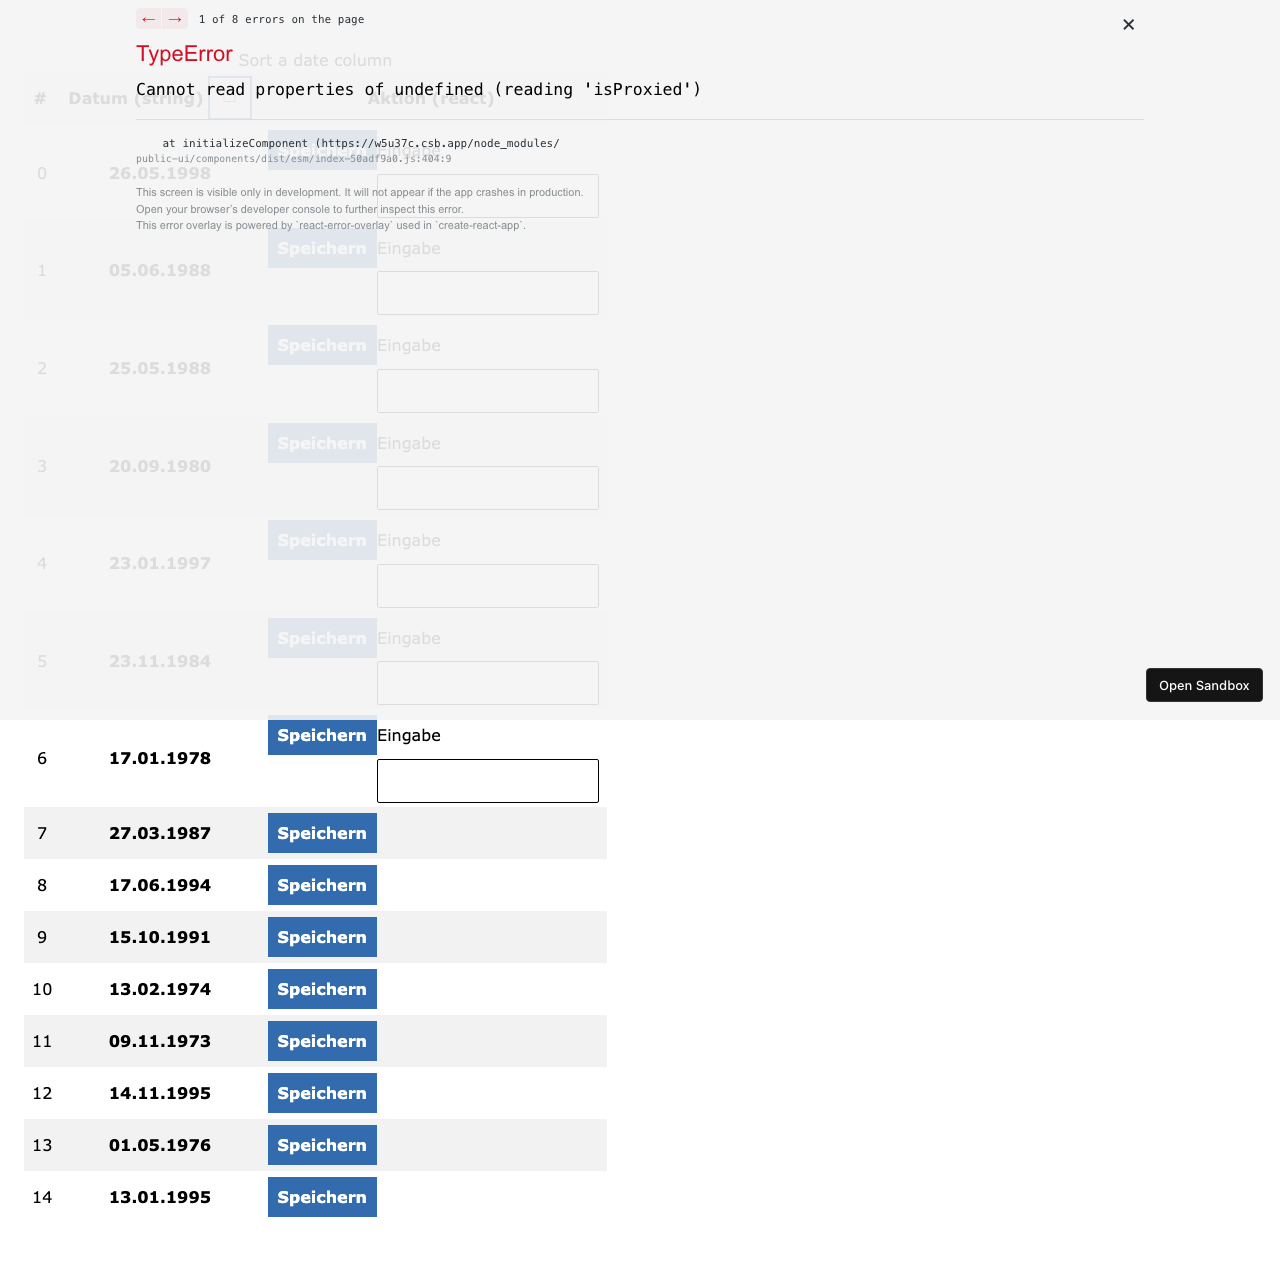 ← → 1 of 8 errors on the page ×
TypeError
Sort a date column
Cannot read properties of undefined (reading 'isProxied')
# Datum (string) Aktion (react)
at initializeComponent (https://w5u37c.csb.app/node_modules/
public-ui/components/dist/esm/index-50adf9a0.js:404:9
Speichern Eingabe
0 26.05.1998
This screen is visible only in development. It will not appear if the app crashes in production.
Open your browser's developer console to further inspect this error.
This error overlay is powered by `react-error-overlay` used in `create-react-app`.
Speichern Eingabe
1 05.06.1988
Speichern Eingabe
2 25.05.1988
Speichern Eingabe
3 20.09.1980
Speichern Eingabe
4 23.01.1997
Speichern Eingabe
5 23.11.1984
Open Sandbox
Speichern Eingabe
6 17.01.1978
7 27.03.1987 Speichern
8 17.06.1994 Speichern
9 15.10.1991 Speichern
10 13.02.1974 Speichern
11 09.11.1973 Speichern
12 14.11.1995 Speichern
13 01.05.1976 Speichern
14 13.01.1995 Speichern